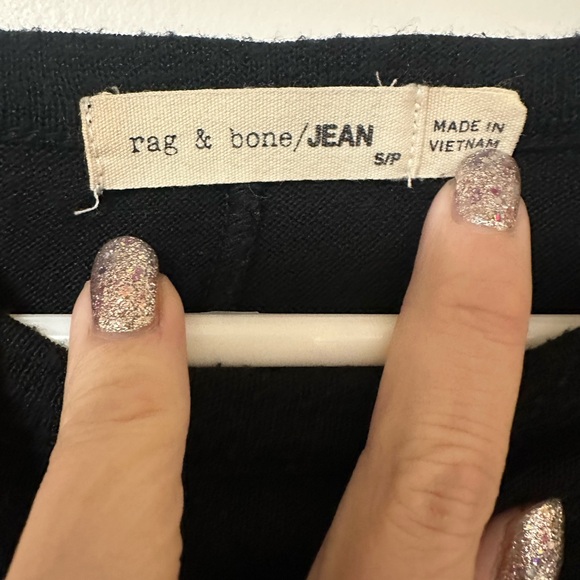 rag & bone/JEAN
S/P
MADE IN
VIETNAM